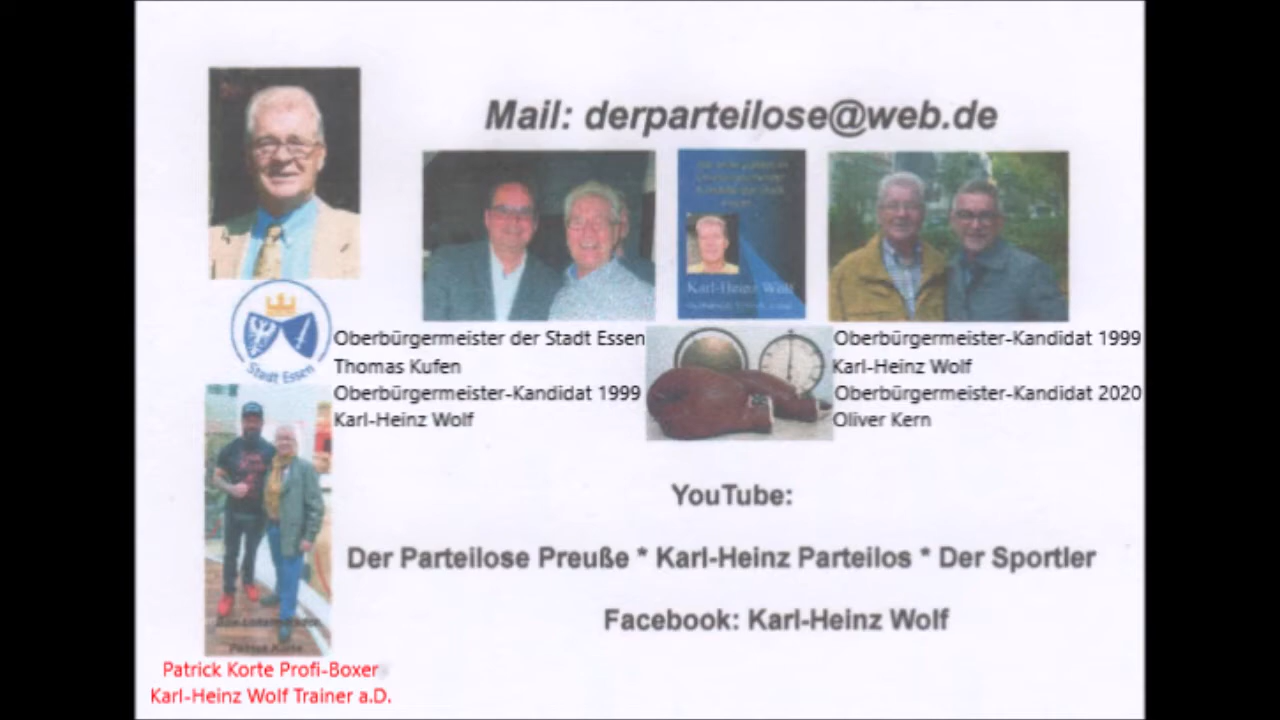 Mail: derparteilose@web.de
Karl-Heinz Wolf
Stadt Essen
Oberbürgermeister der Stadt Essen
Thomas Kufen
Oberbürgermeister-Kandidat 1999
Karl-Heinz Wolf
Oberbürgermeister-Kandidat 1999
Karl-Heinz Wolf
Oberbürgermeister-Kandidat 2020
Oliver Kern
YouTube:
Der Parteilose Preuße * Karl-Heinz Parteilos * Der Sportler
Facebook: Karl-Heinz Wolf
Patrick Korte
Patrick Korte Profi-Boxer
Karl-Heinz Wolf Trainer a.D.